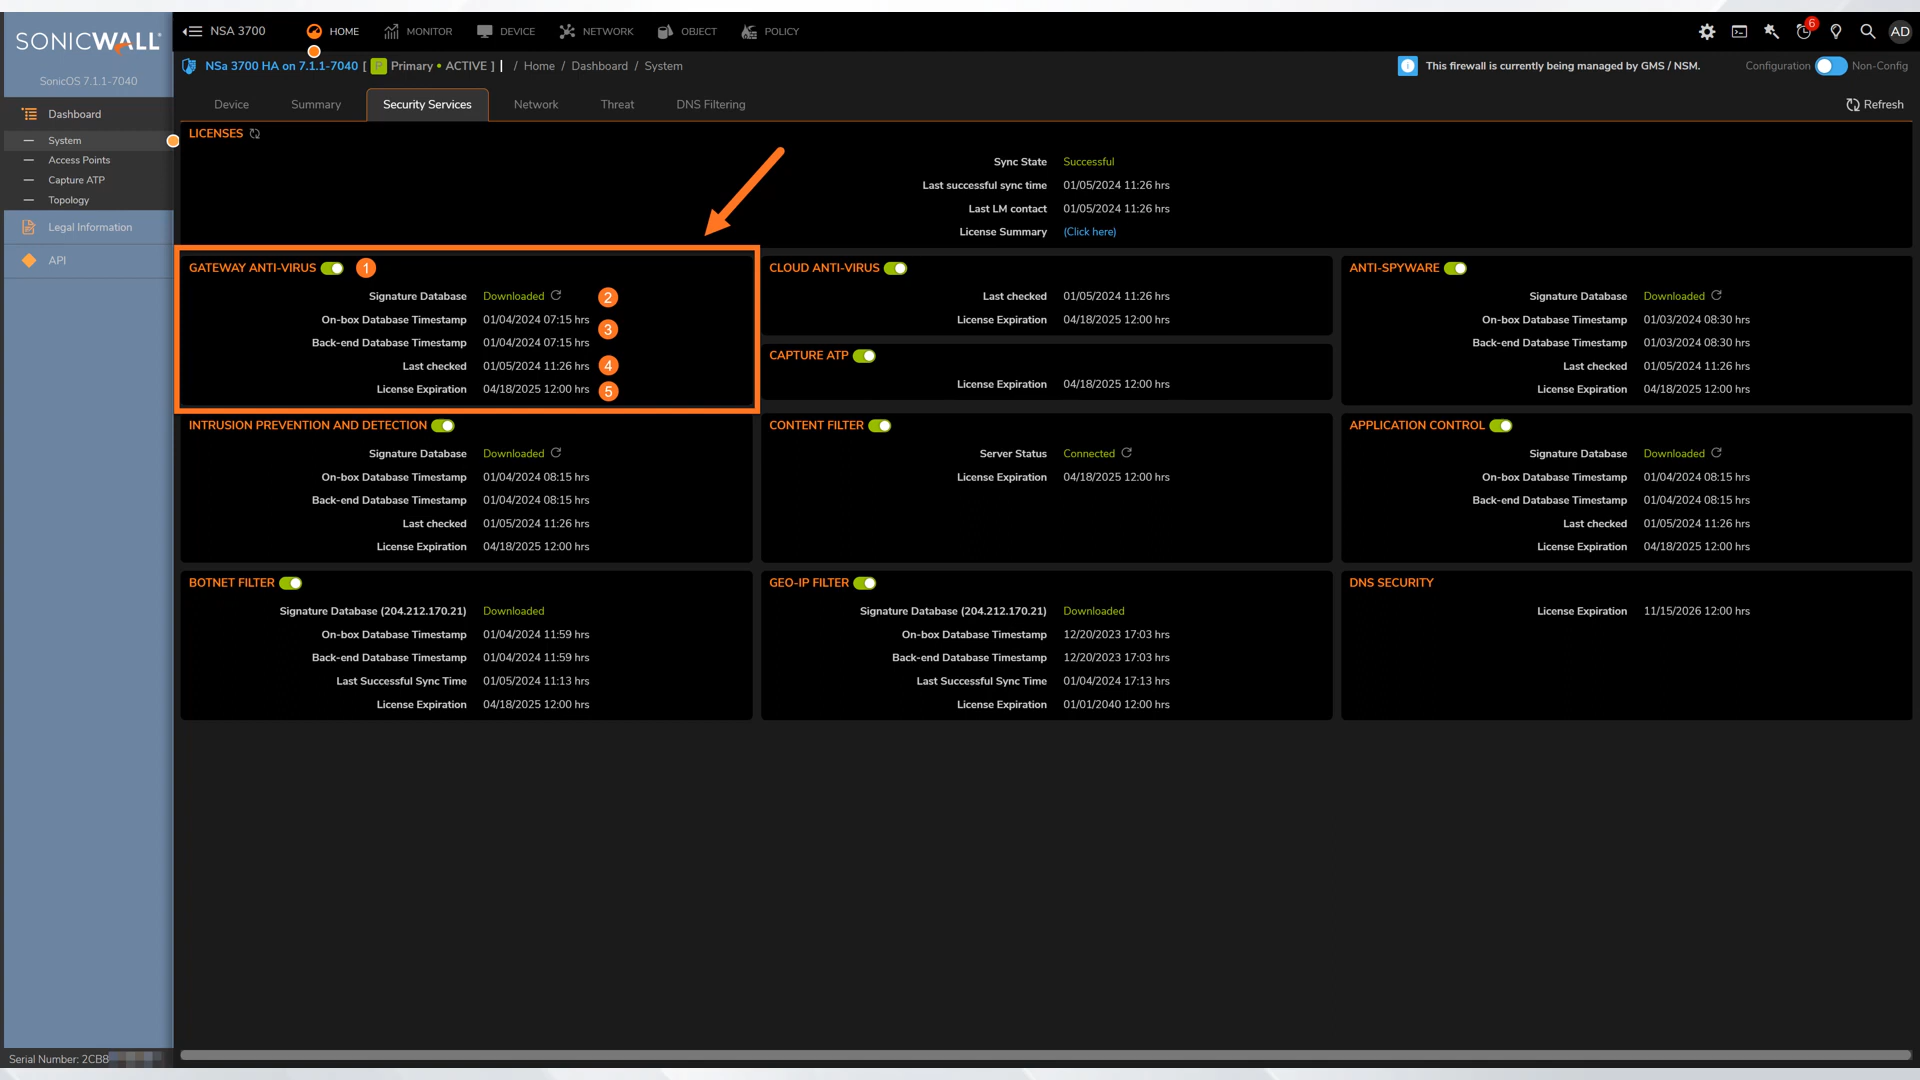 SONICWALL
SonicOS 7.1.1-7040
NSA 3700
HOME
MONITOR
DEVICE
NETWORK
OBJECT
POLICY
6
AD
NSa 3700 HA on 7.1.1-7040 [ P Primary • ACTIVE ] | / Home / Dashboard / System
This firewall is currently being managed by GMS / NSM.
Configuration
Non-Config
Device
Summary
Security Services
Network
Threat
DNS Filtering
Refresh
Dashboard
System
Access Points
Capture ATP
Topology
Legal Information
API
LICENSES
Sync State Successful
Last successful sync time 01/05/2024 11:26 hrs
Last LM contact 01/05/2024 11:26 hrs
License Summary (Click here)
GATEWAY ANTI-VIRUS 1
Signature Database Downloaded 2
On-box Database Timestamp 01/04/2024 07:15 hrs
3
Back-end Database Timestamp 01/04/2024 07:15 hrs
Last checked 01/05/2024 11:26 hrs 4
License Expiration 04/18/2025 12:00 hrs 5
CLOUD ANTI-VIRUS
Last checked 01/05/2024 11:26 hrs
License Expiration 04/18/2025 12:00 hrs
CAPTURE ATP
License Expiration 04/18/2025 12:00 hrs
ANTI-SPYWARE
Signature Database Downloaded
On-box Database Timestamp 01/03/2024 08:30 hrs
Back-end Database Timestamp 01/03/2024 08:30 hrs
Last checked 01/05/2024 11:26 hrs
License Expiration 04/18/2025 12:00 hrs
INTRUSION PREVENTION AND DETECTION
Signature Database Downloaded
On-box Database Timestamp 01/04/2024 08:15 hrs
Back-end Database Timestamp 01/04/2024 08:15 hrs
Last checked 01/05/2024 11:26 hrs
License Expiration 04/18/2025 12:00 hrs
CONTENT FILTER
Server Status Connected
License Expiration 04/18/2025 12:00 hrs
APPLICATION CONTROL
Signature Database Downloaded
On-box Database Timestamp 01/04/2024 08:15 hrs
Back-end Database Timestamp 01/04/2024 08:15 hrs
Last checked 01/05/2024 11:26 hrs
License Expiration 04/18/2025 12:00 hrs
BOTNET FILTER
Signature Database (204.212.170.21) Downloaded
On-box Database Timestamp 01/04/2024 11:59 hrs
Back-end Database Timestamp 01/04/2024 11:59 hrs
Last Successful Sync Time 01/05/2024 11:13 hrs
License Expiration 04/18/2025 12:00 hrs
GEO-IP FILTER
Signature Database (204.212.170.21) Downloaded
On-box Database Timestamp 12/20/2023 17:03 hrs
Back-end Database Timestamp 12/20/2023 17:03 hrs
Last Successful Sync Time 01/04/2024 17:13 hrs
License Expiration 01/01/2040 12:00 hrs
DNS SECURITY
License Expiration 11/15/2026 12:00 hrs
Serial Number: 2CB8